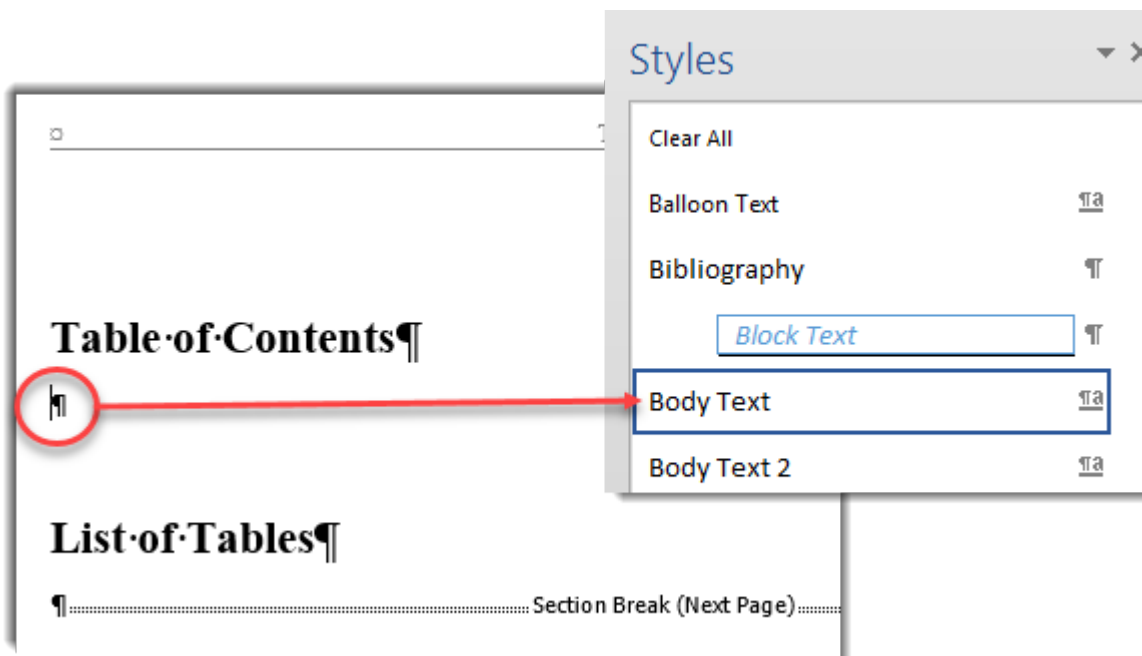 Styles
Clear All
Balloon Text ¶a
Bibliography ¶
Block Text ¶
Body Text ¶a
Body Text 2 ¶a
¤
Table·of·Contents¶
¶
List·of·Tables¶
¶ Section Break (Next Page)